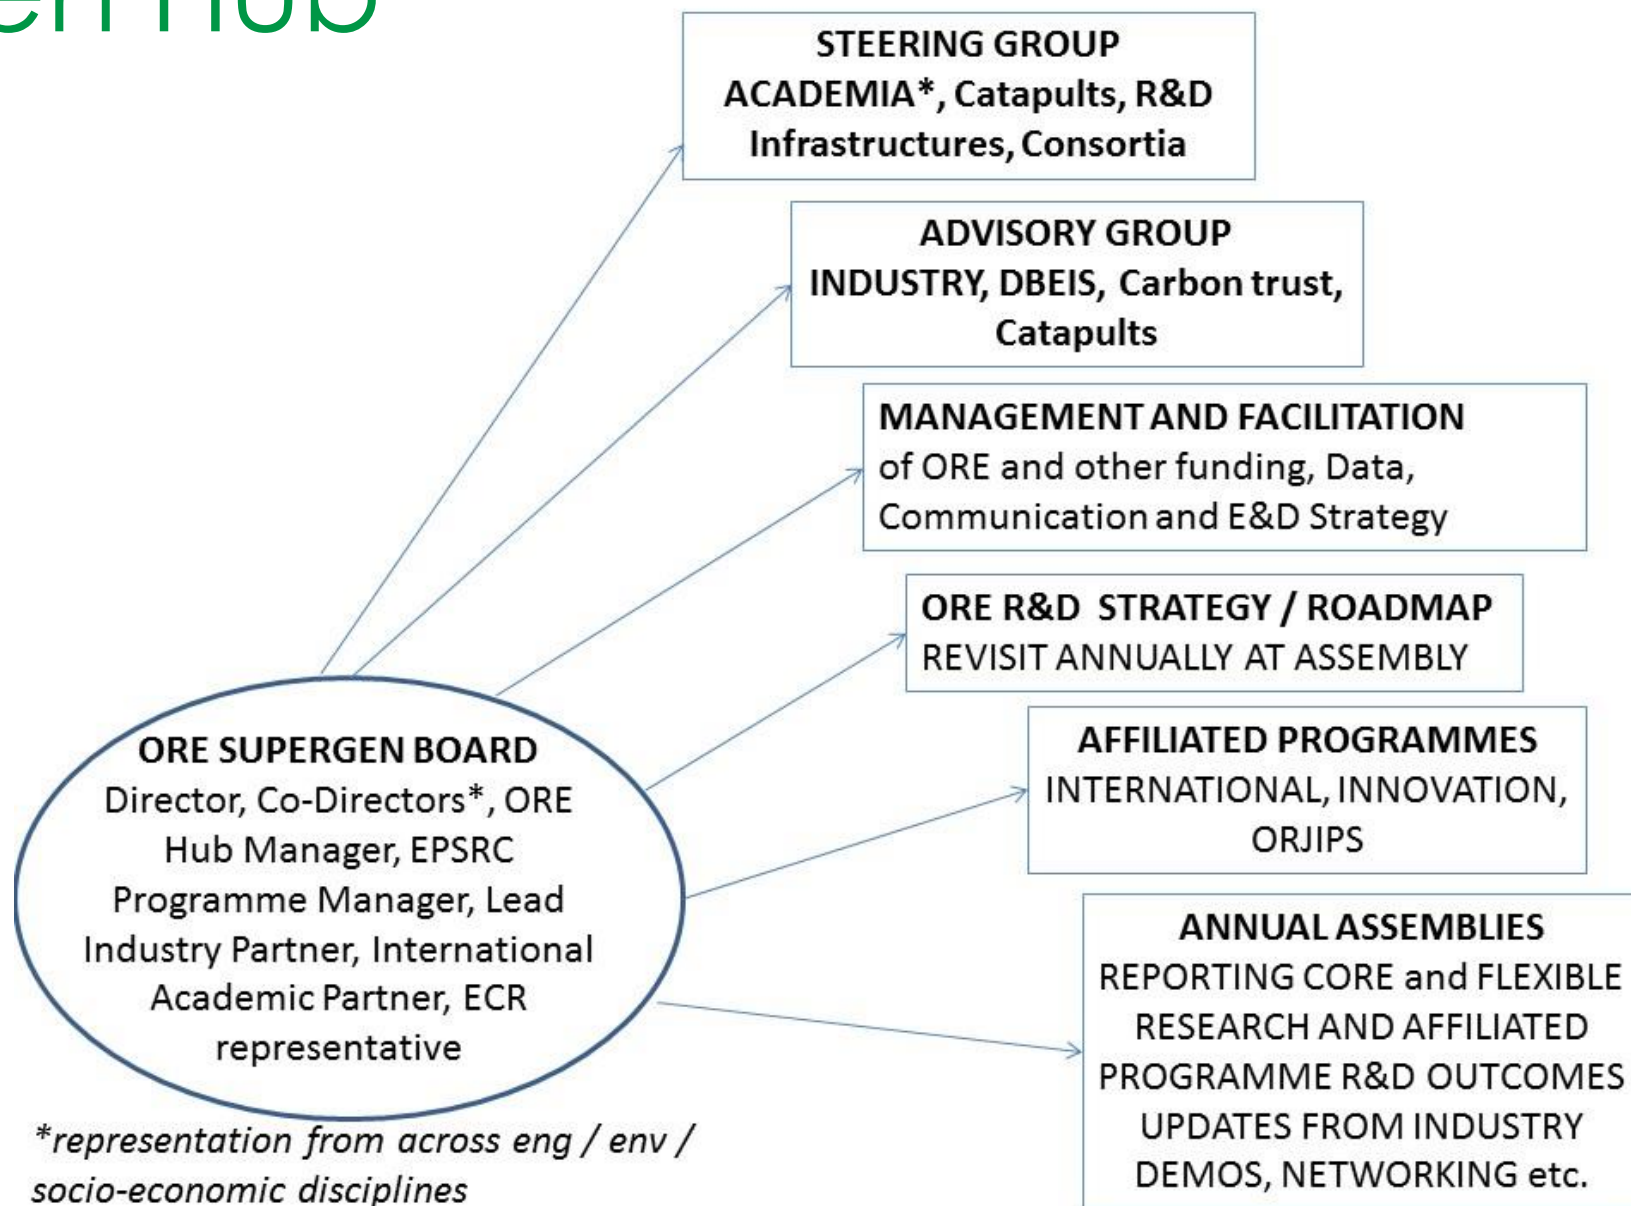 en hub
STEERING GROUP
ACADEMIA*, Catapults, R&D
Infrastructures, Consortia
ADVISORY GROUP
INDUSTRY, DBEIS, Carbon trust,
Catapults
MANAGEMENT AND FACILITATION
of ORE and other funding, Data,
Communication and E&D Strategy
ORE R&D STRATEGY / ROADMAP
REVISIT ANNUALLY AT ASSEMBLY
AFFILIATED PROGRAMMES
INTERNATIONAL, INNOVATION,
ORJIPS
ANNUAL ASSEMBLIES
REPORTING CORE and FLEXIBLE
RESEARCH AND AFFILIATED
PROGRAMME R&D OUTCOMES
UPDATES FROM INDUSTRY
DEMOS, NETWORKING etc.
ORE SUPERGEN BOARD
Director, Co-Directors*, ORE
Hub Manager, EPSRC
Programme Manager, Lead
Industry Partner, International
Academic Partner, ECR
representative
*representation from across eng / env /
socio-economic disciplines